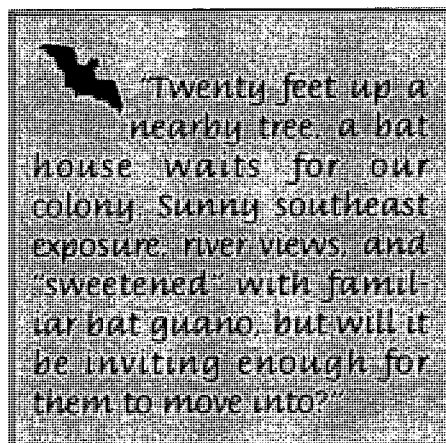 "Twenty feet up a
nearby tree, a bat
house waits for our
colony. Sunny southeast
exposure, river views, and
"sweetened" with famil-
iar bat guano, but will it
be inviting enough for
them to move into?"